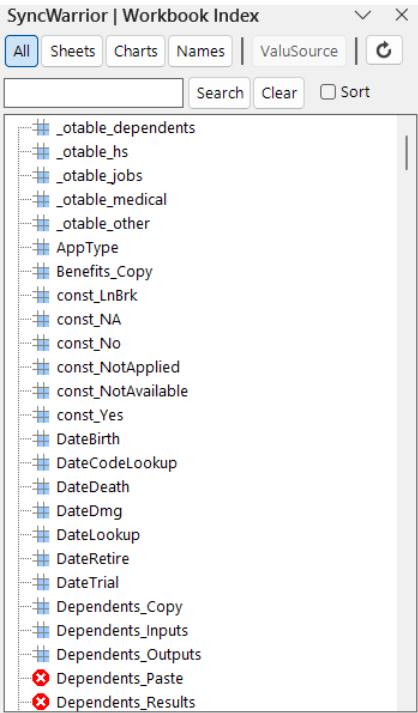 SyncWarrior | Workbook Index
All Sheets Charts Names ValuSource
Search Clear Sort
_otable_dependents
_otable_hs
_otable_jobs
_otable_medical
_otable_other
AppType
Benefits_Copy
const_LnBrk
const_NA
const_No
const_NotApplied
const_NotAvailable
const_Yes
DateBirth
DateCodeLookup
DateDeath
DateDmg
DateLookup
DateRetire
DateTrial
Dependents_Copy
Dependents_Inputs
Dependents_Outputs
Dependents_Paste
Dependents_Results